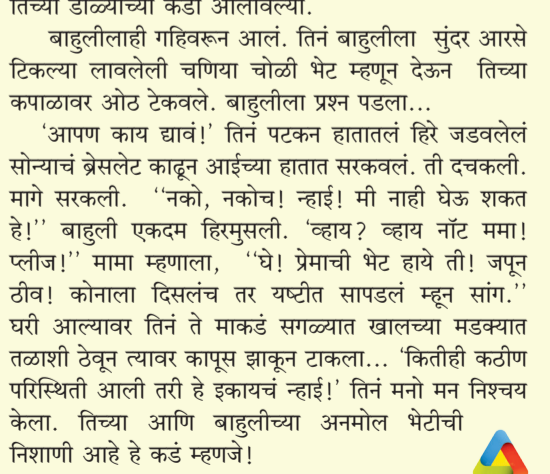 तिच्या डोळ्यांच्या कडा ओलावल्या.
बाहुलीलाही गहिवरून आलं. तिनं बाहुलीला सुंदर आरसे
टिकल्या लावलेली चणिया चोळी भेट म्हणून देऊन तिच्या
कपाळावर ओठ टेकवले. बाहुलीला प्रश्न पडला...
‘आपण काय द्यावं!’ तिनं पटकन हातातलं हिरे जडवलेलं
सोन्याचं ब्रेसलेट काढून आईच्या हातात सरकवलं. ती दचकली.
मागे सरकली. ‘‘नको, नकोच! न्हाई! मी नाही घेऊ शकत
हे!’’ बाहुली एकदम हिरमुसली. ‘व्हाय? व्हाय नॉट ममा!
प्लीज!’’ मामा म्हणाला, ‘‘घे! प्रेमाची भेट हाये ती! जपून
ठीव! कोनाला दिसलंच तर यष्टीत सापडलं म्हून सांग.’’
घरी आल्यावर तिनं ते माकडं सगळ्यात खालच्या मडक्यात
तळाशी ठेवून त्यावर कापूस झाकून टाकला... ‘कितीही कठीण
परिस्थिती आली तरी हे इकायचं न्हाई!’ तिनं मनो मन निश्चय
केला. तिच्या आणि बाहुलीच्या अनमोल भेटीची
निशाणी आहे हे कडं म्हणजे!